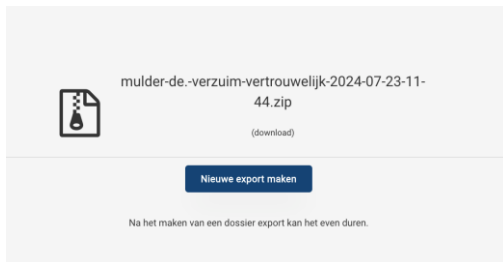 mulder-de.-verzuim-vertrouwelijk-2024-07-23-11-
44.zip
(download)
Nieuwe export maken
Na het maken van een dossier export kan het even duren.